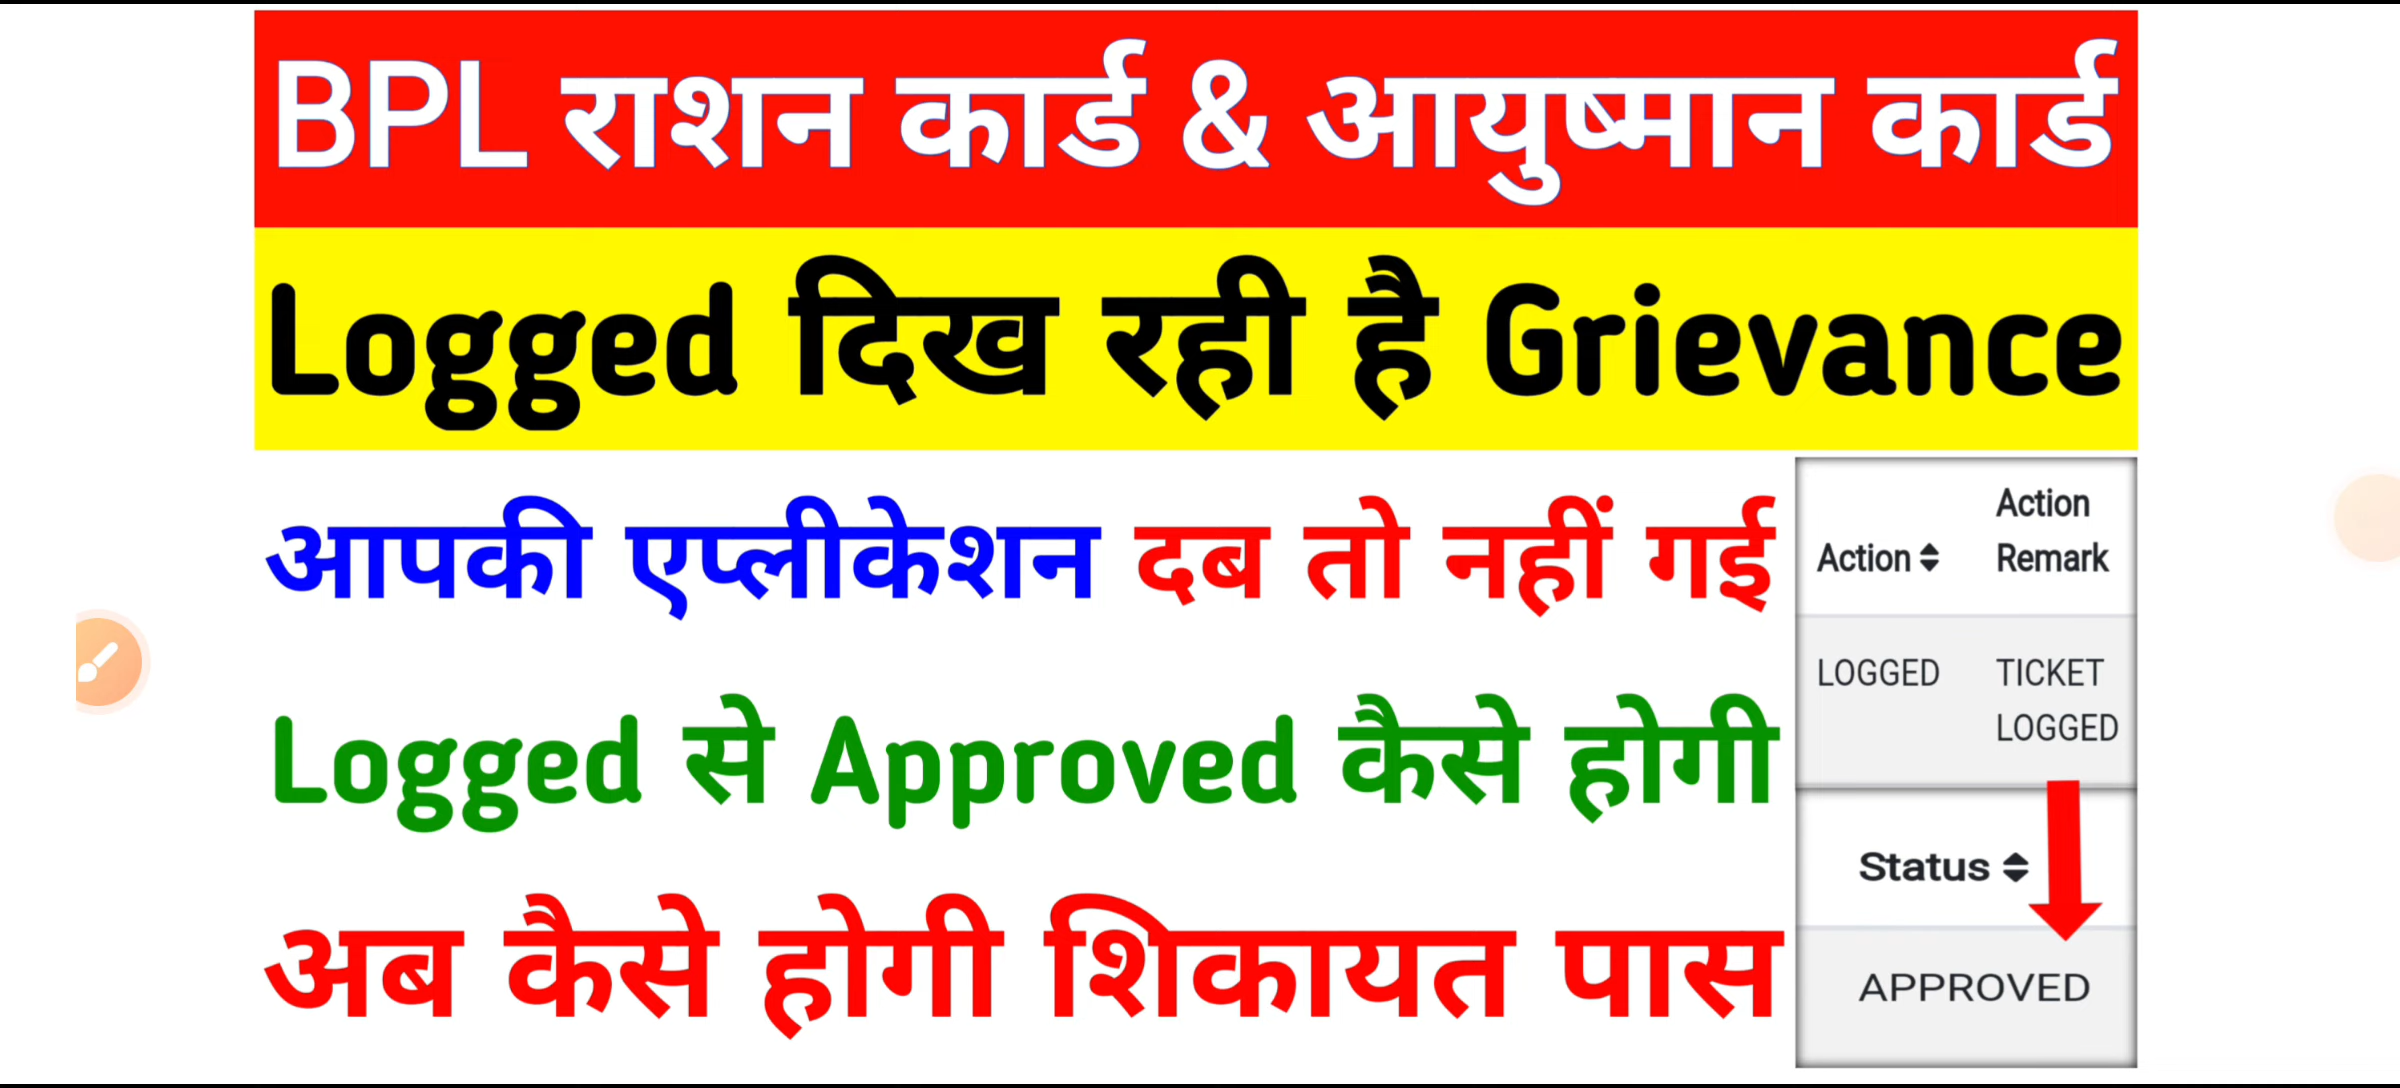 BPL राशन कार्ड & आयुष्मान कार्ड
Logged दिख रही है Grievance
आपकी एप्लीकेशन दब तो नहीं गई
Logged से Approved कैसे होगी
अब कैसे होगी शिकायत पास
Action
Action Remark
LOGGED TICKET
LOGGED
Status
APPROVED